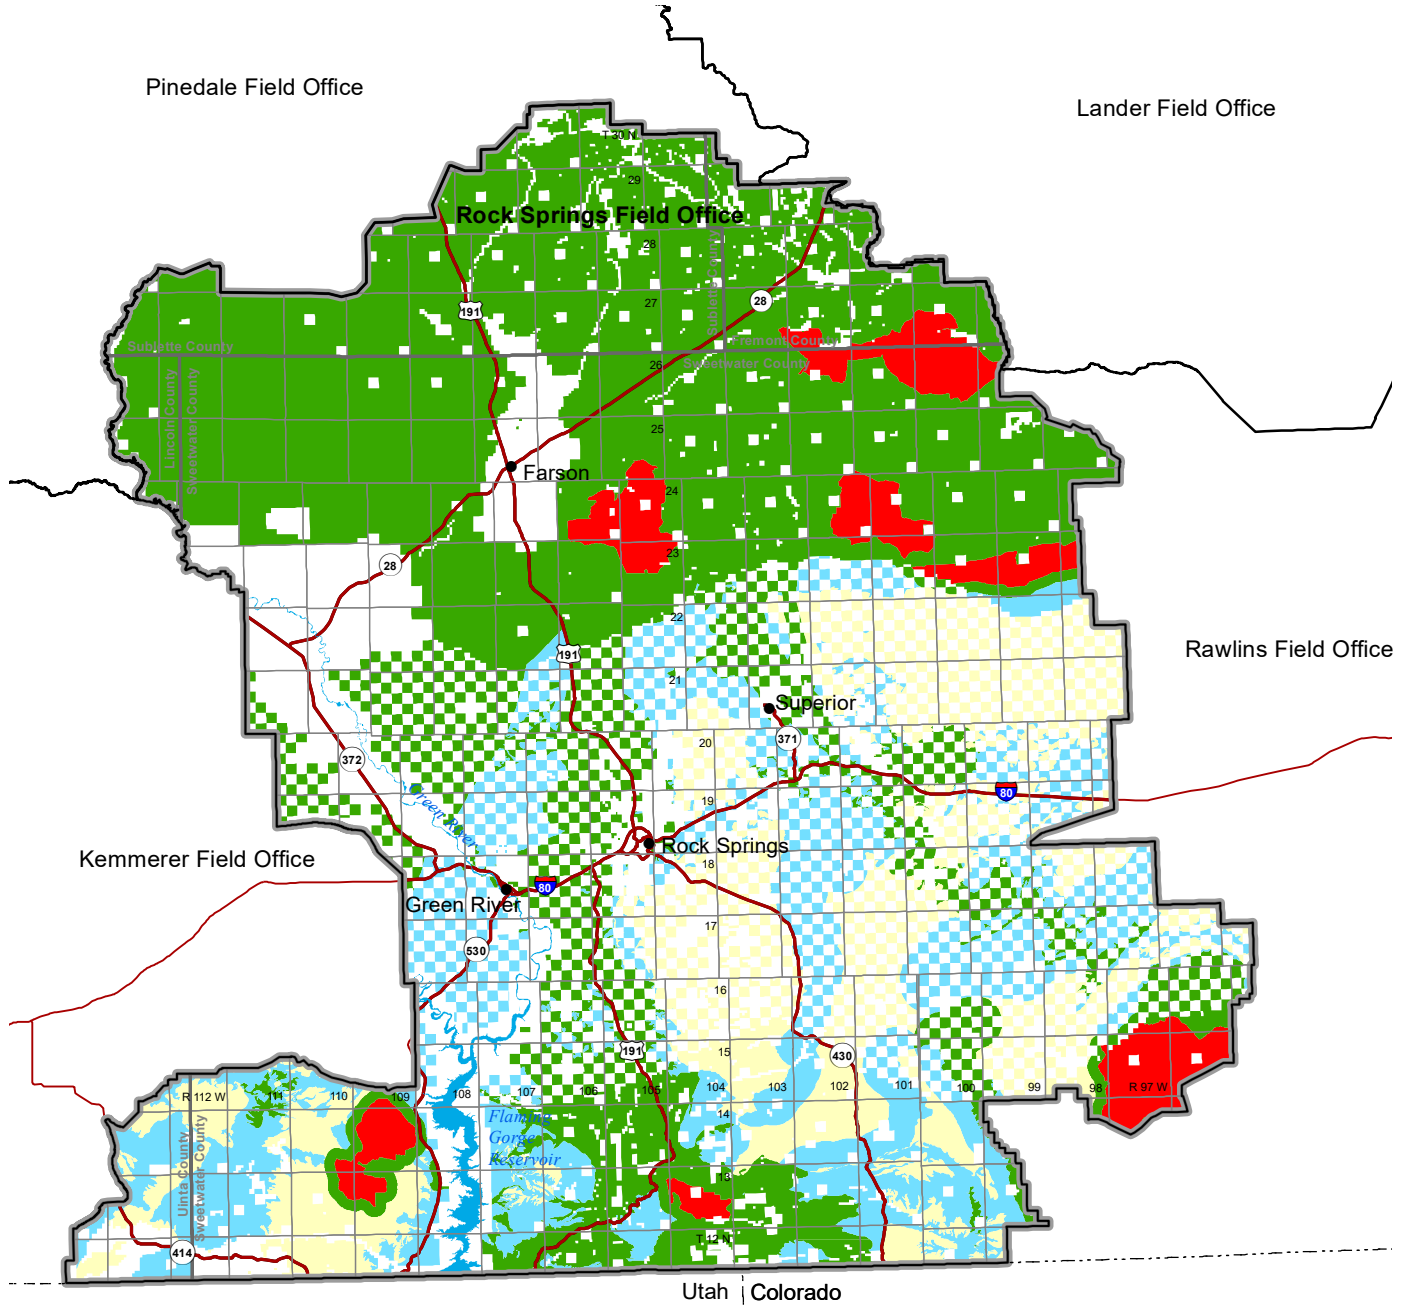 Pinedale Field Office
Lander Field Office
T 30 N
29
Rock Springs Field Office
28
Sublette County
27
191
28
Sublette County
Fremont County
26
Sweetwater County
Lincoln County
Sweetwater County
25
Farson
24
23
28
22
191
Rawlins Field Office
21
Superior
20
371
372
19
80
Green River
Rock Springs
Kemmerer Field Office
18
80
Green River
17
530
16
191
15
430
R 112 W
111
110
109
108
107
106
105
104
103
102
101
100
99
98
R 97 W
14
Flaming
Gorge
Reservoir
13
Uinta County
Sweetwater County
T 12 N
414
Utah
Colorado